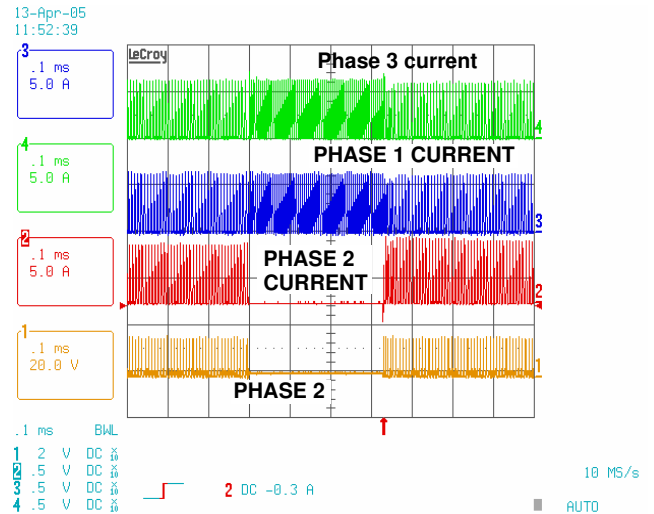 13-Apr-05
11:52:39
3
.1 ms
5.0 A
4
.1 ms
5.0 A
2
.1 ms
5.0 A
1
.1 ms
20.0 V
LeCroy
Phase 3 current
4
PHASE 1 CURRENT
3
PHASE 2
CURRENT
2
1
PHASE 2
.1 ms BWL
1 2 V DC X10
2 .5 V DC X10
3 .5 V DC X10
4 .5 V DC X10
2 DC -0.3 A
10 MS/s
AUTO